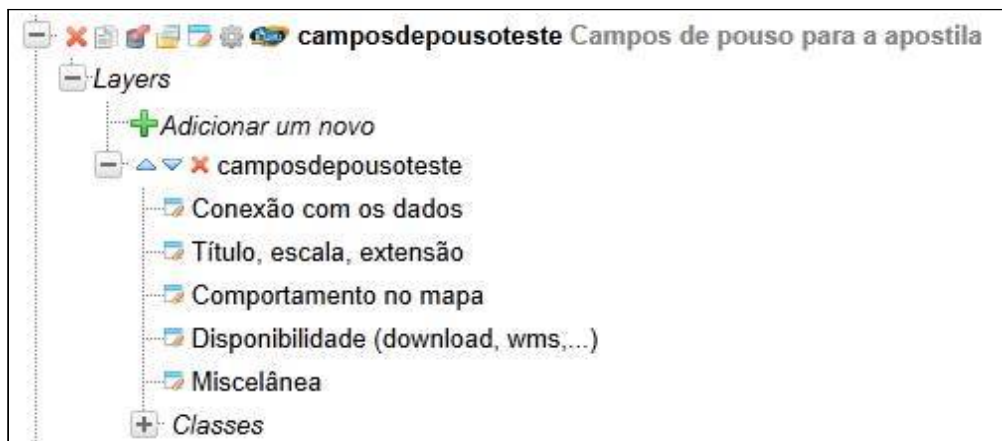 camposdepousoteste Campos de pouso para a apostila
Layers
Adicionar um novo
camposdepousoteste
Conexão com os dados
Título, escala, extensão
Comportamento no mapa
Disponibilidade (download, wms,...)
Miscelânea
Classes